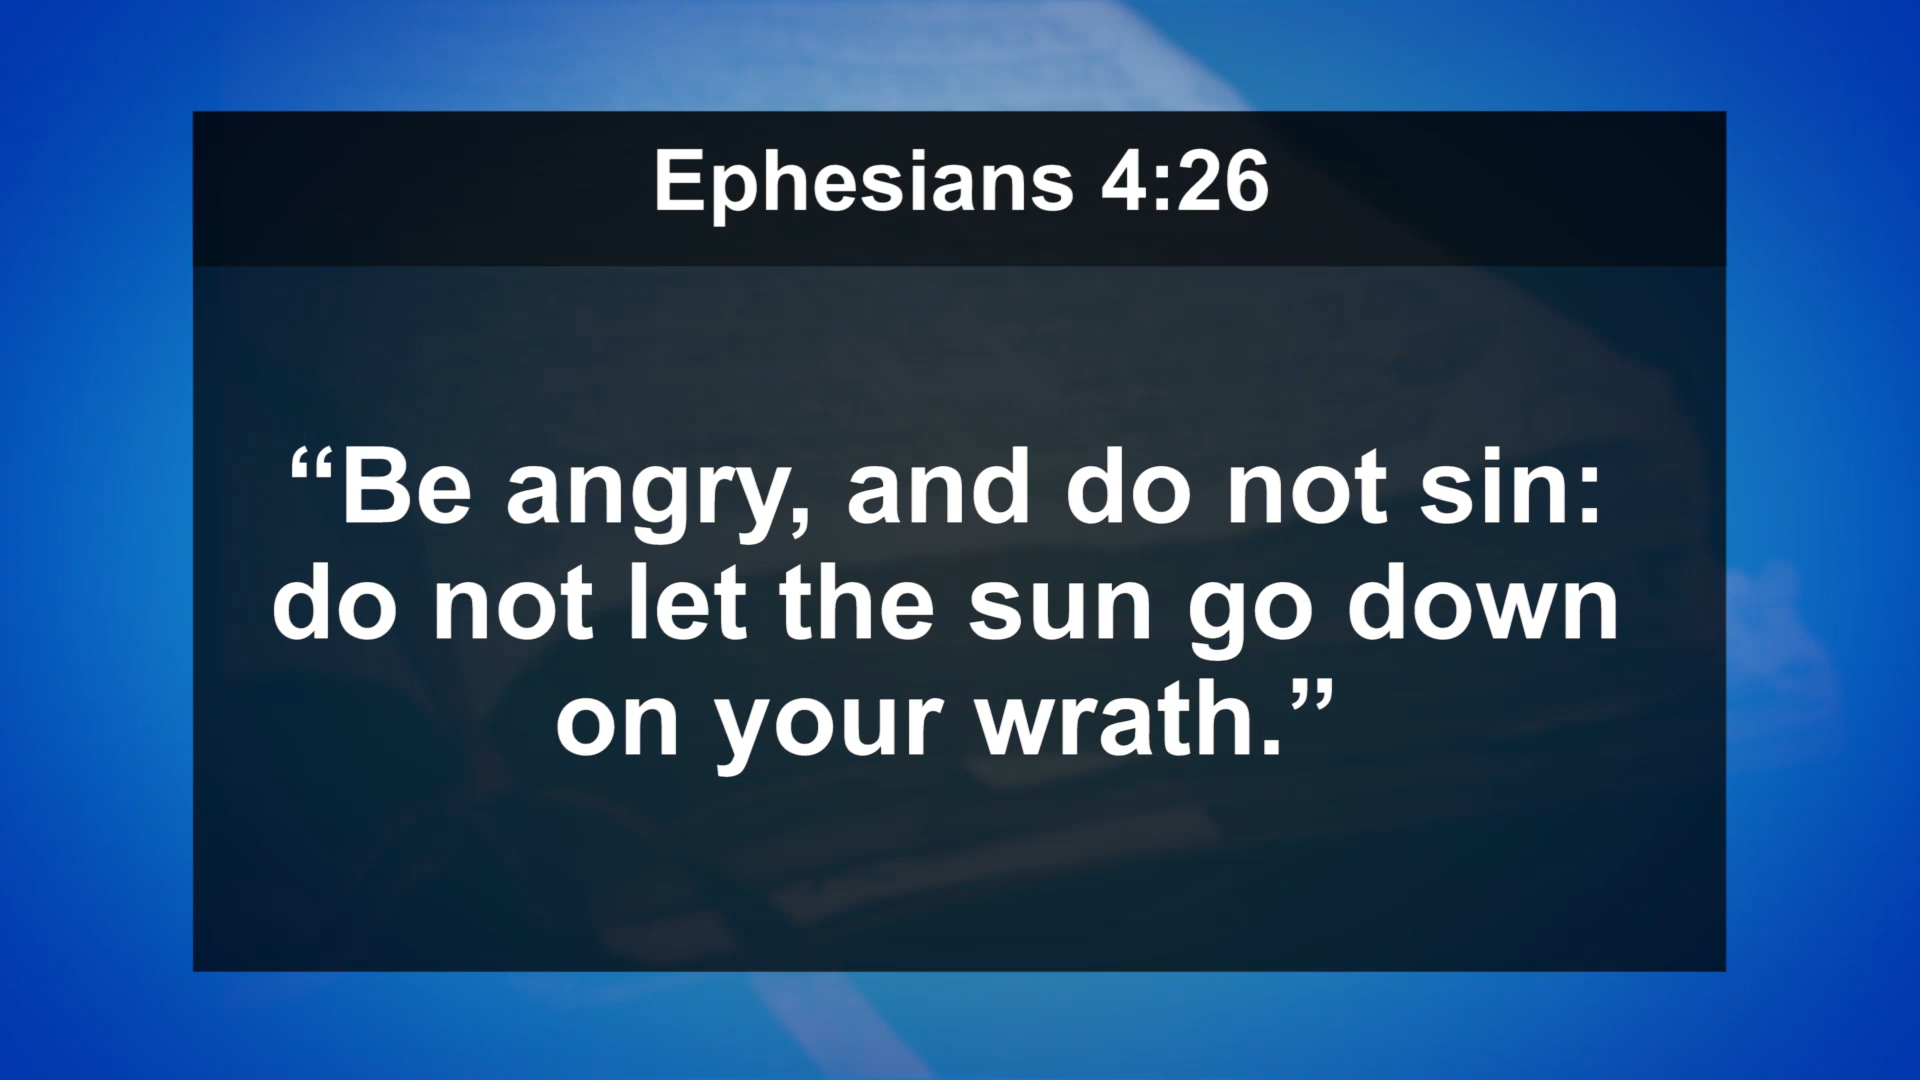 Ephesians 4:26
“Be angry, and do not sin:
do not let the sun go down
on your wrath.”